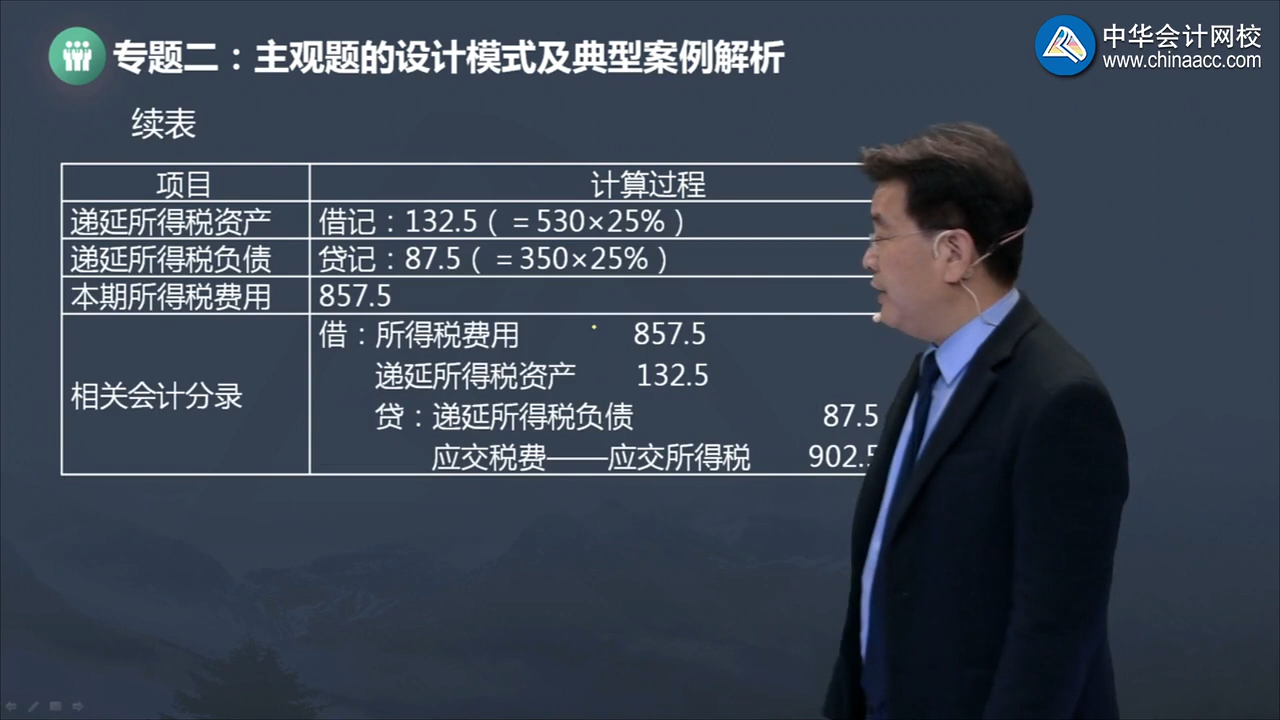 专题二：主观题的设计模式及典型案例解析
中华会计网校
www.chinaacc.com
续表
项目 计算过程
递延所得税资产 借记：132.5（＝530×25%）
递延所得税负债 贷记：87.5（＝350×25%）
本期所得税费用 857.5
相关会计分录
借：所得税费用 857.5
递延所得税资产 132.5
贷：递延所得税负债 87.5
应交税费——应交所得税 902.5